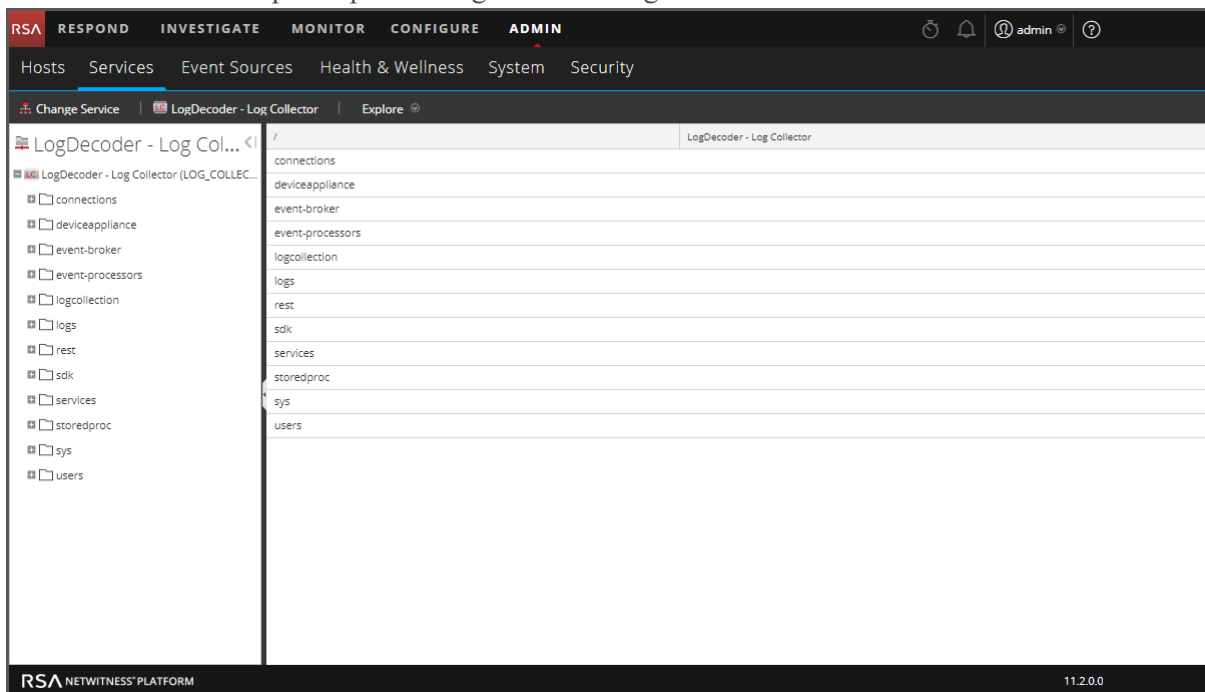 RSA RESPOND INVESTIGATE MONITOR CONFIGURE ADMIN admin ?
Hosts Services Event Sources Health & Wellness System Security
Change Service LC LogDecoder - Log Collector Explore
LogDecoder - Log Col...
LC LogDecoder - Log Collector (LOG_COLLEC...
connections
deviceappliance
event-broker
event-processors
logcollection
logs
rest
sdk
services
storedproc
sys
users
/ LogDecoder - Log Collector
connections
deviceappliance
event-broker
event-processors
logcollection
logs
rest
sdk
services
storedproc
sys
users
RSA NETWITNESS® PLATFORM 11.2.0.0